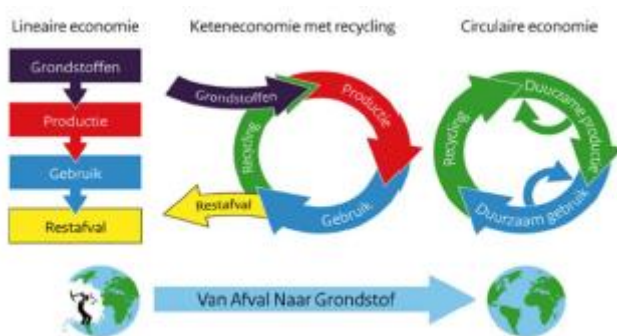 Lineaire economie
Grondstoffen
Productie
Gebruik
Restafval
Keteneconomie met recycling
Grondstoffen
Productie
Gebruik
Recycling
Restafval
Circulaire economie
Duurzame productie
Duurzaam gebruik
Recycling
Van Afval Naar Grondstof